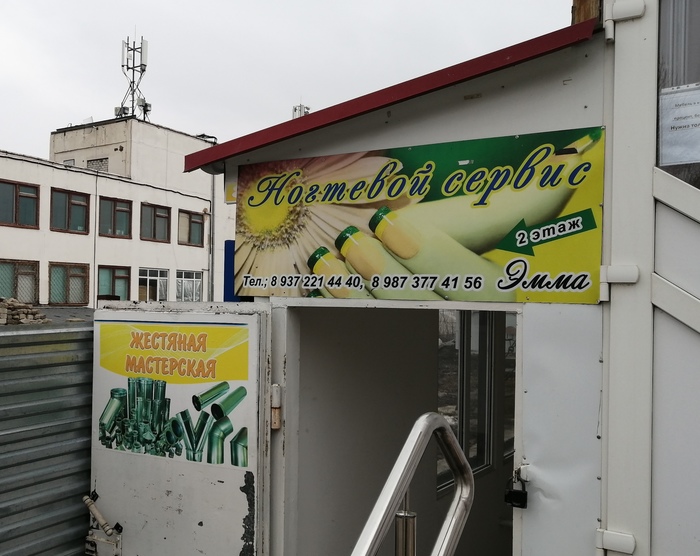 Ногтевой сервис
2 этаж
Тел.; 8 937 221 44 40, 8 987 377 41 56
Эмма
ЖЕСТЯНАЯ
МАСТЕРСКАЯ